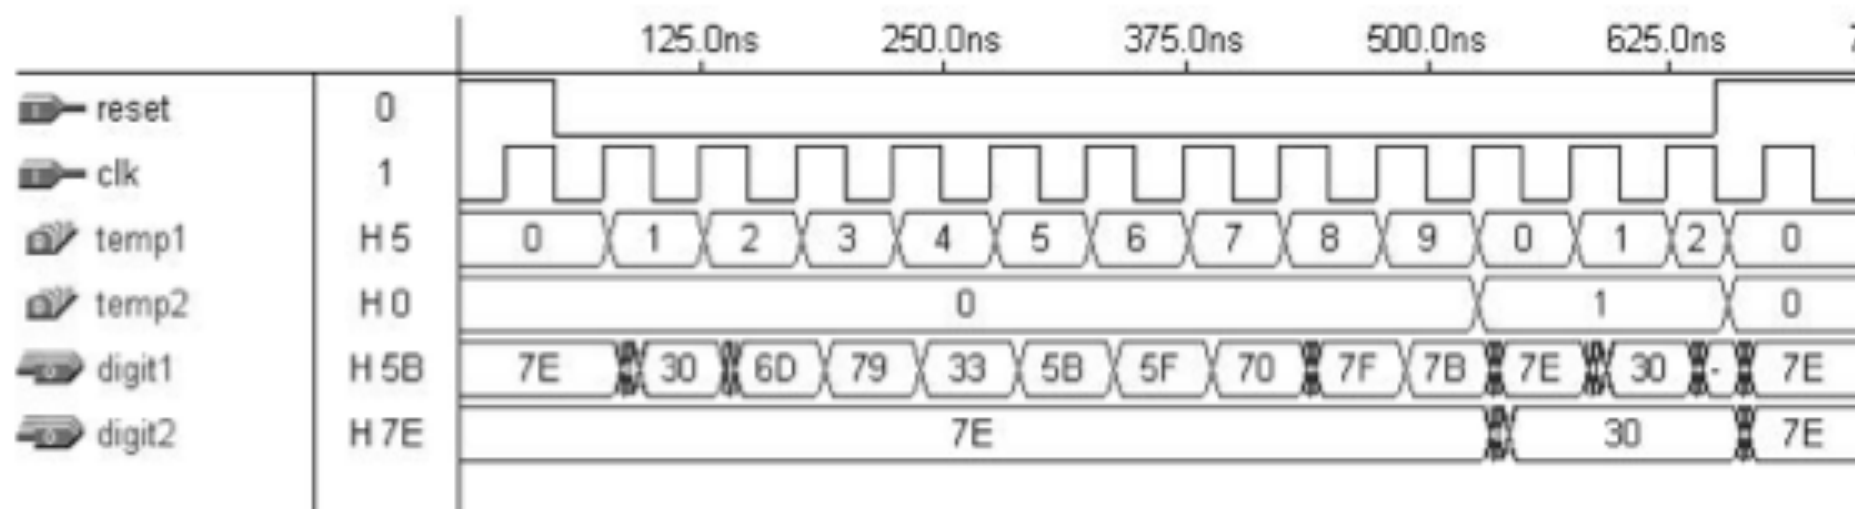 125.0ns 250.0ns 375.0ns 500.0ns 625.0ns
reset 0
clk 1
temp1 H 5 0 1 2 3 4 5 6 7 8 9 0 1 2 0
temp2 H 0 0 1 0
digit1 H 5B 7E 30 6D 79 33 5B 5F 70 7F 7B 7E 30 - 7E
digit2 H 7E 7E 30 7E